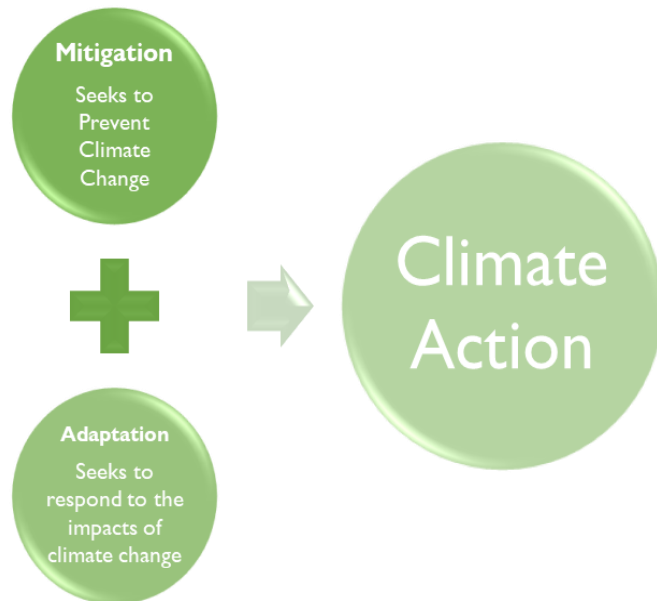 Mitigation
Seeks to
Prevent
Climate
Change
Adaptation
Seeks to
respond to the
impacts of
climate change
Climate
Action